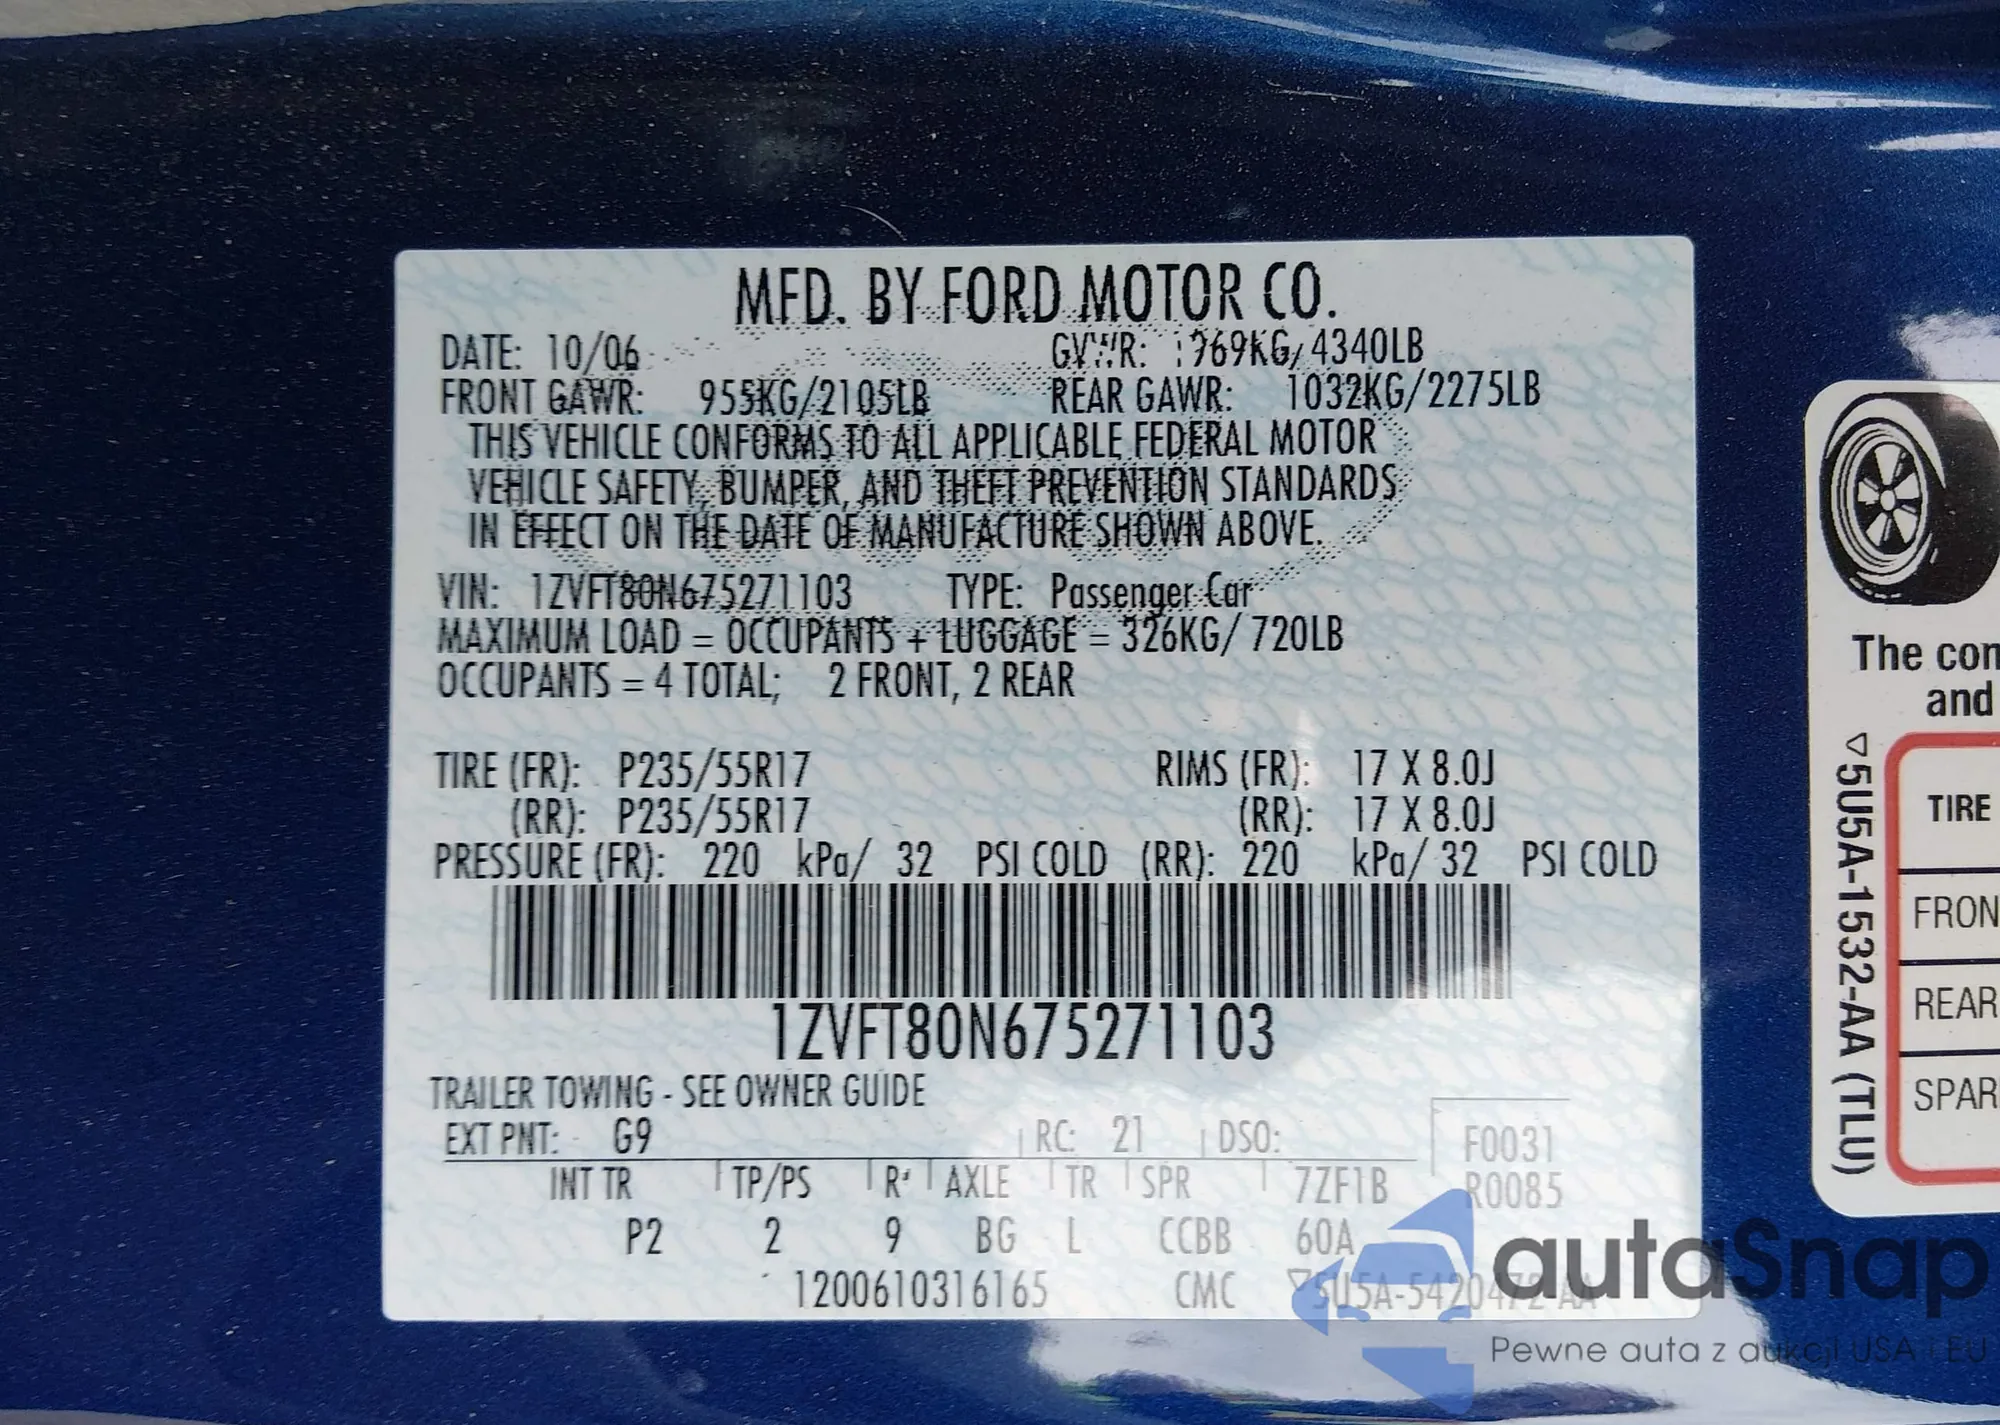 MFD. BY FORD MOTOR CO.
DATE: 10/06 GVWR: 1969KG/4340LB
FRONT GAWR: 955KG/2105LB REAR GAWR: 1032KG/2275LB
THIS VEHICLE CONFORMS TO ALL APPLICABLE FEDERAL MOTOR
VEHICLE SAFETY, BUMPER, AND THEFT PREVENTION STANDARDS
IN EFFECT ON THE DATE OF MANUFACTURE SHOWN ABOVE.
VIN: 1ZVFT80N675271103 TYPE: Passenger Car
MAXIMUM LOAD = OCCUPANTS + LUGGAGE = 326KG/ 720LB
OCCUPANTS = 4 TOTAL; 2 FRONT, 2 REAR
TIRE (FR): P235/55R17 RIMS (FR): 17 X 8.0J
(RR): P235/55R17 (RR): 17 X 8.0J
PRESSURE (FR): 220 kPa/ 32 PSI COLD (RR): 220 kPa/ 32 PSI COLD
1ZVFT80N675271103
TRAILER TOWING - SEE OWNER GUIDE
EXT PNT: G9 RC: 21 DSO: F0031
INT TR TP/PS R AXLE TR SPR 7ZF1B R0085
P2 2 9 BG L CCBB 60A
1200610316165 CMC ▽5U5A-5420472-AA
The con
and
▽5U5A-1532-AA (TLU)
TIRE
FRON
REAR
SPAR
autaSnap
Pewne auta z aukcji USA i EU